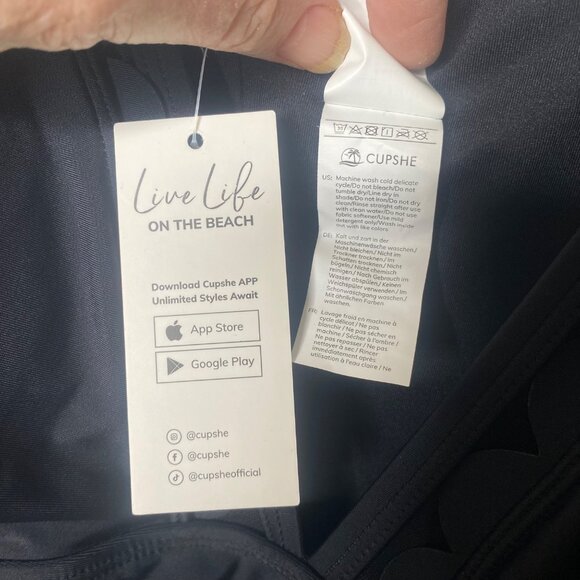 Live Life
ON THE BEACH
Download Cupshe APP
Unlimited Styles Await
App Store
Google Play
@cupshe
@cupshe
@cupsheofficial
CUPSHE
US: Machine wash cold delicate
cycle/Do not bleach/Do not
tumble dry/Line dry in
shade/Do not iron/Do not dry
clean/Rinse straight after use
with clean water/Do not use
fabric softener/Use mild
detergent only/Wash inside
out with like colors
DE: Kalt und zart in der
Maschinenwäsche waschen/
Nicht bleichen/ Nicht im
Trockner trocknen/ Im
Schatten trocknen/ Nicht
bügeln/ Nicht chemisch
reinigen/ Nach Gebrauch im
Wasser abspülen/ Keinen
Weichspüler verwenden/ Im
Schonwaschgang waschen/
Mit ähnlichen Farben
waschen/
FR: Lavage froid en machine à
cycle délicat / Ne pas
blanchir / Ne pas sécher en
machine / Sécher à l'ombre /
Ne pas repasser / Ne pas
nettoyer à sec / Rincer
immédiatement après
utilisation à l'eau claire / Ne